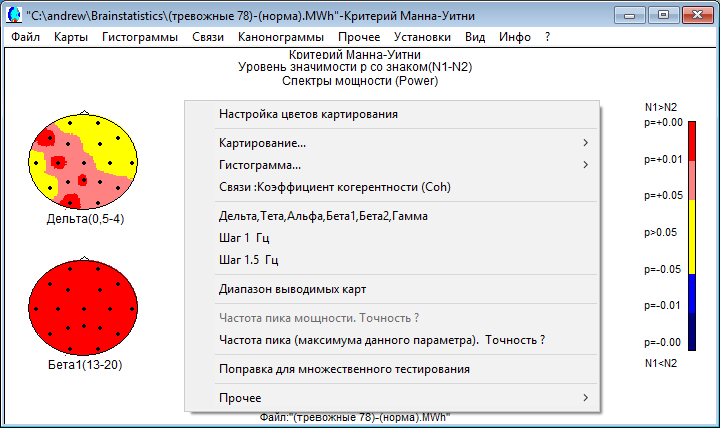 "C:\andrew\Brainstatistics\(тревожные 78)-(норма).MWh"-Критерий Манна-Уитни
Файл Карты Гистограммы Связи Канонограммы Прочее Установки Вид Инфо ?
Критерий Манна-Уитни
Уровень значимости p со знаком(N1-N2)
Спектры мощности (Power)
Дельта(0,5-4)
Бета1(13-20)
Настройка цветов картирования
Картирование...
Гистограмма...
Связи :Коэффициент когерентности (Coh)
Дельта,Тета,Альфа,Бета1,Бета2,Гамма
Шаг 1 Гц
Шаг 1.5 Гц
Диапазон выводимых карт
Частота пика мощности. Точность ?
Частота пика (максимума данного параметра). Точность ?
Поправка для множественного тестирования
Прочее
N1>N2
p=+0.00
p=+0.01
p=+0.05
p>0.05
p=-0.05
p=-0.01
p=-0.00
N1<N2
Файл:"(тревожные 78)-(норма).MWh"